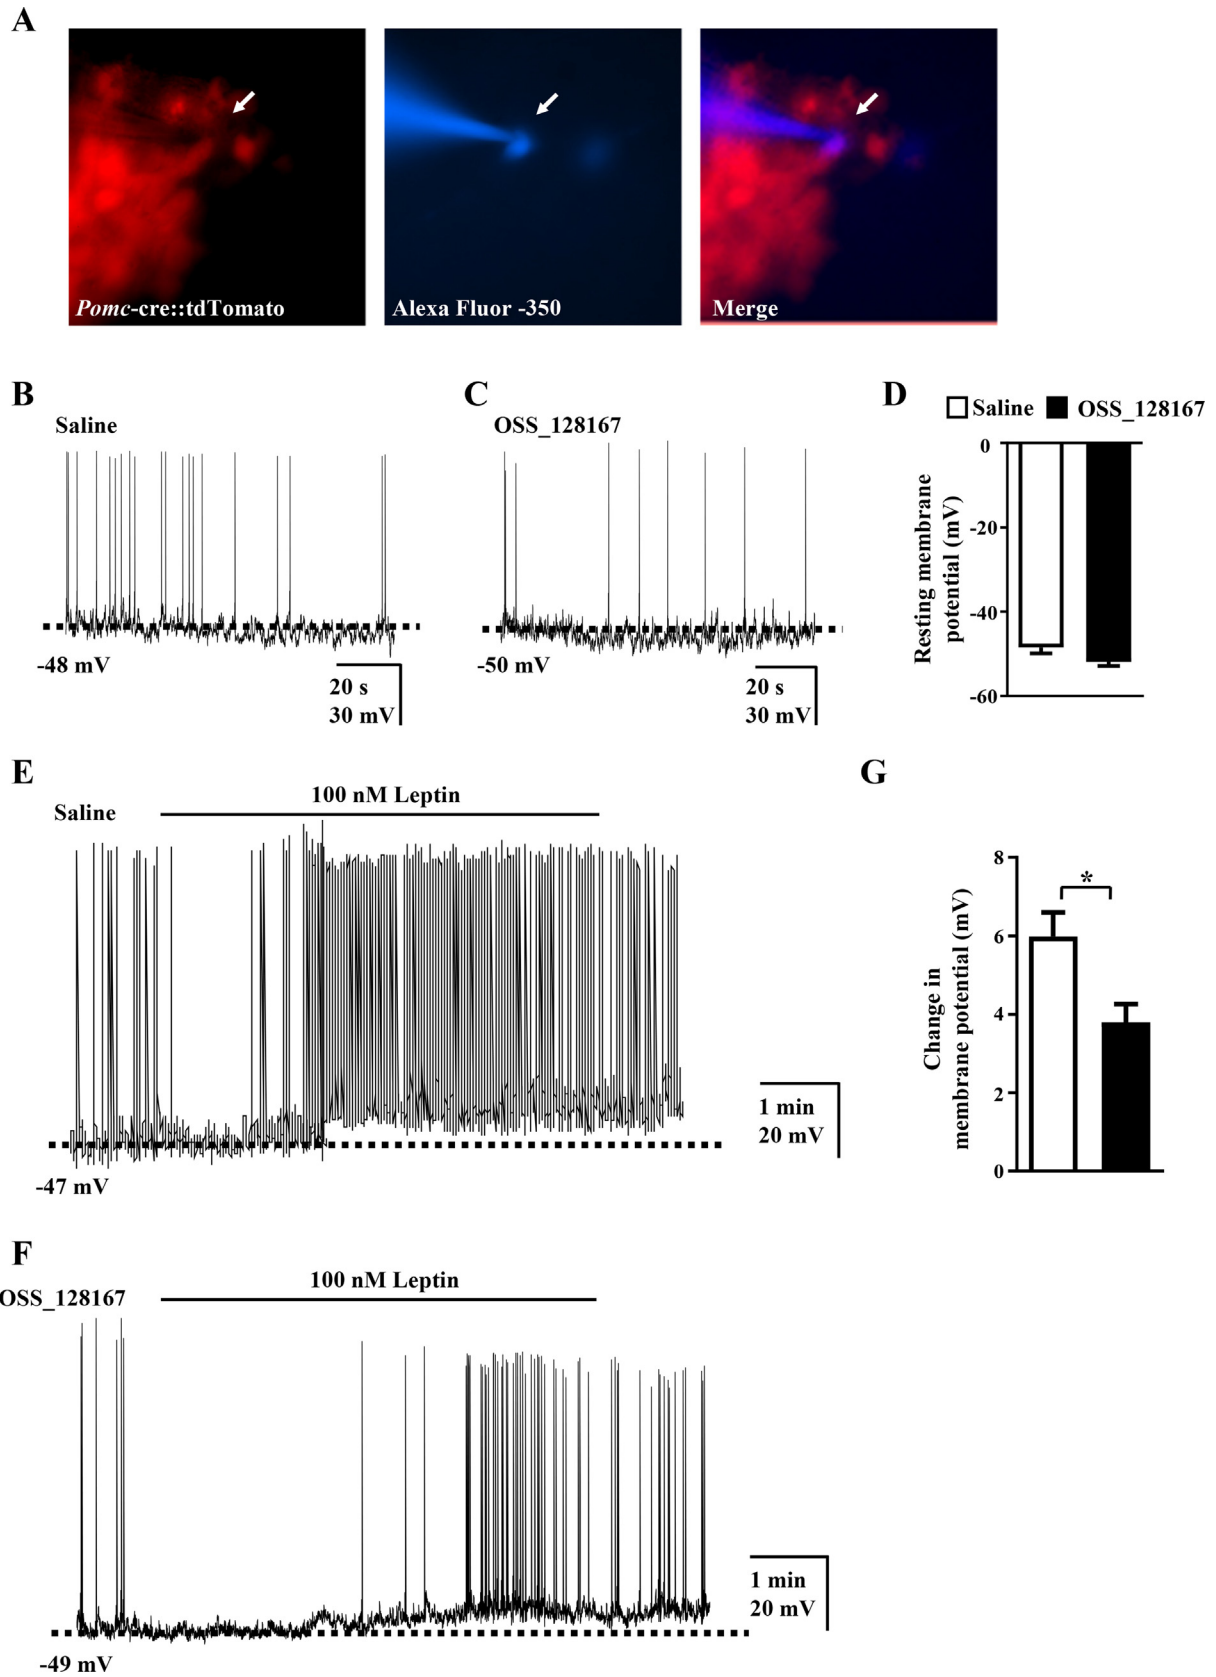 A
Pomc-cre::tdTomato
Alexa Fluor -350
Merge
B
Saline
-48 mV
20 s
30 mV
C
OSS_128167
-50 mV
20 s
30 mV
D
Saline
OSS_128167
Resting membrane
potential (mV)
0
-20
-40
-60
E
Saline
100 nM Leptin
-47 mV
1 min
20 mV
G
Change in
membrane potential (mV)
8
6
4
2
0
*
F
OSS_128167
100 nM Leptin
-49 mV
1 min
20 mV